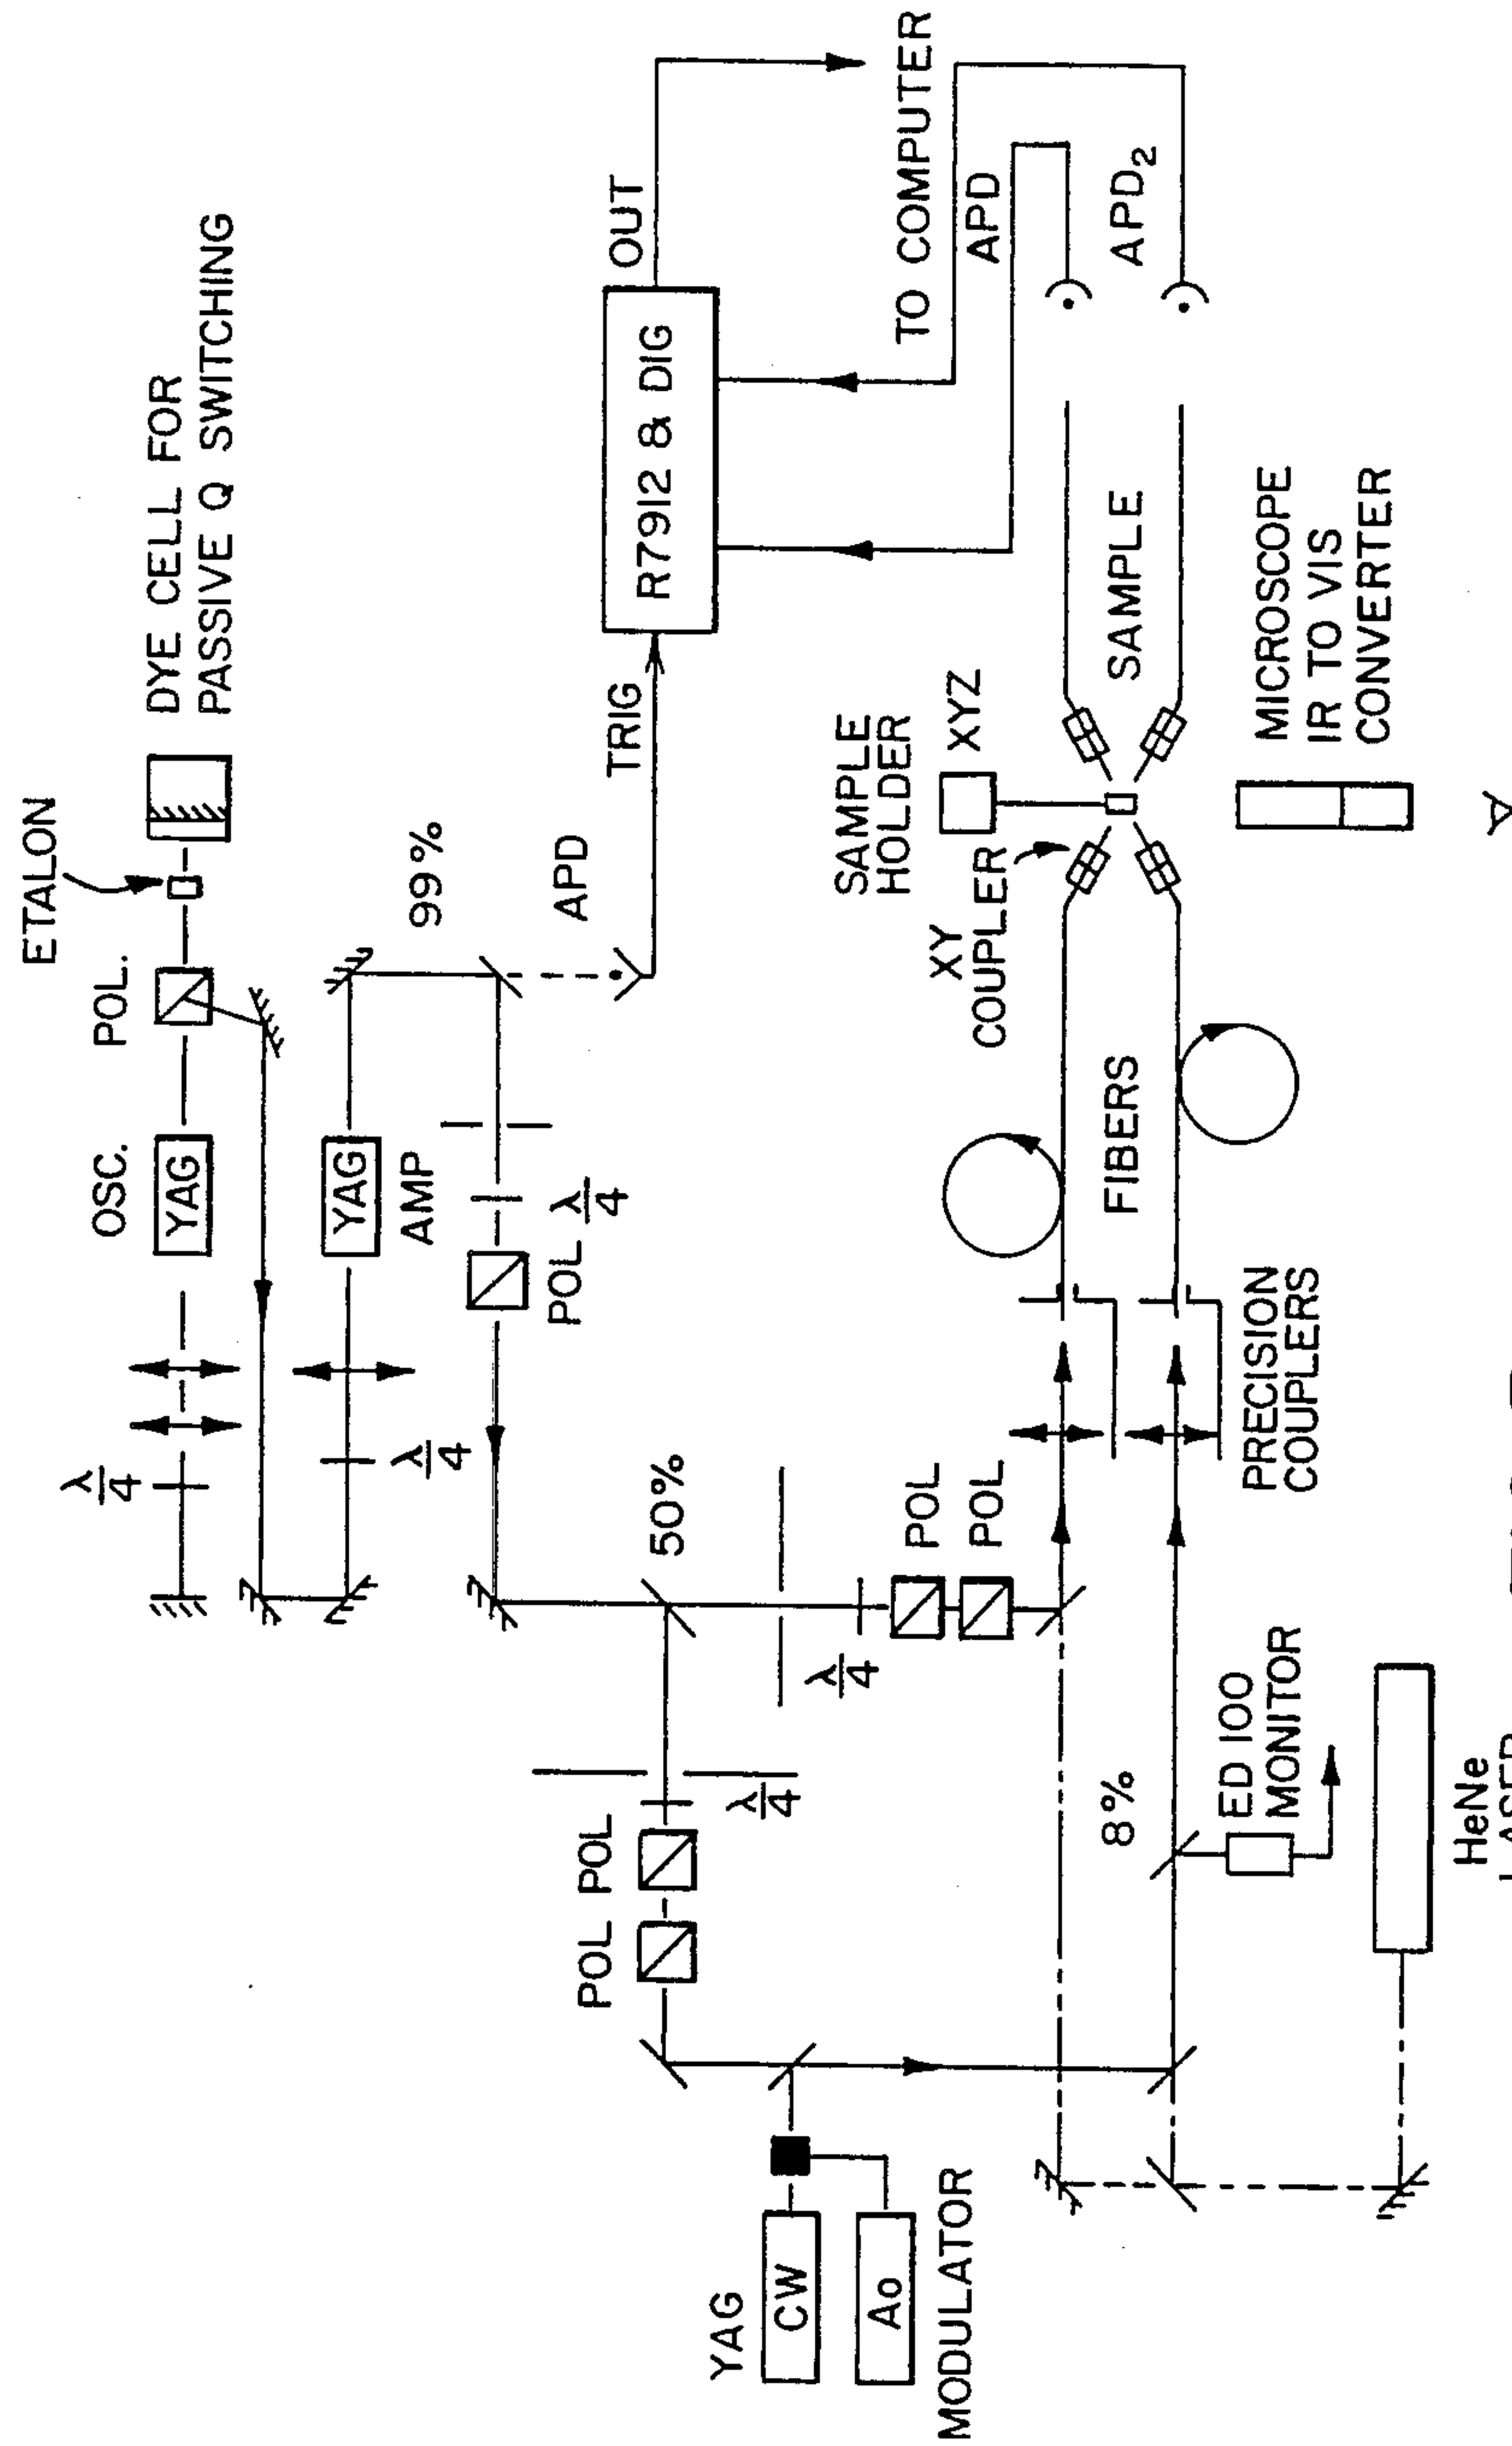 ETALON
DYE CELL FOR
PASSIVE Q SWITCHING
POL.
OSC.
YAG
λ/4
YAG
AMP
λ/4
99%
APD
TRIG
R7912 & DIG
OUT
TO COMPUTER
POL
λ/4
50%
λ/4
POL
POL
λ/4
POL
POL
YAG
CW
Ao
MODULATOR
8%
ED 100
MONITOR
HeNe
PRECISION
COUPLERS
FIBERS
XY
COUPLER
SAMPLE
HOLDER
XYZ
SAMPLE
APD
APD2
MICROSCOPE
IR TO VIS
CONVERTER